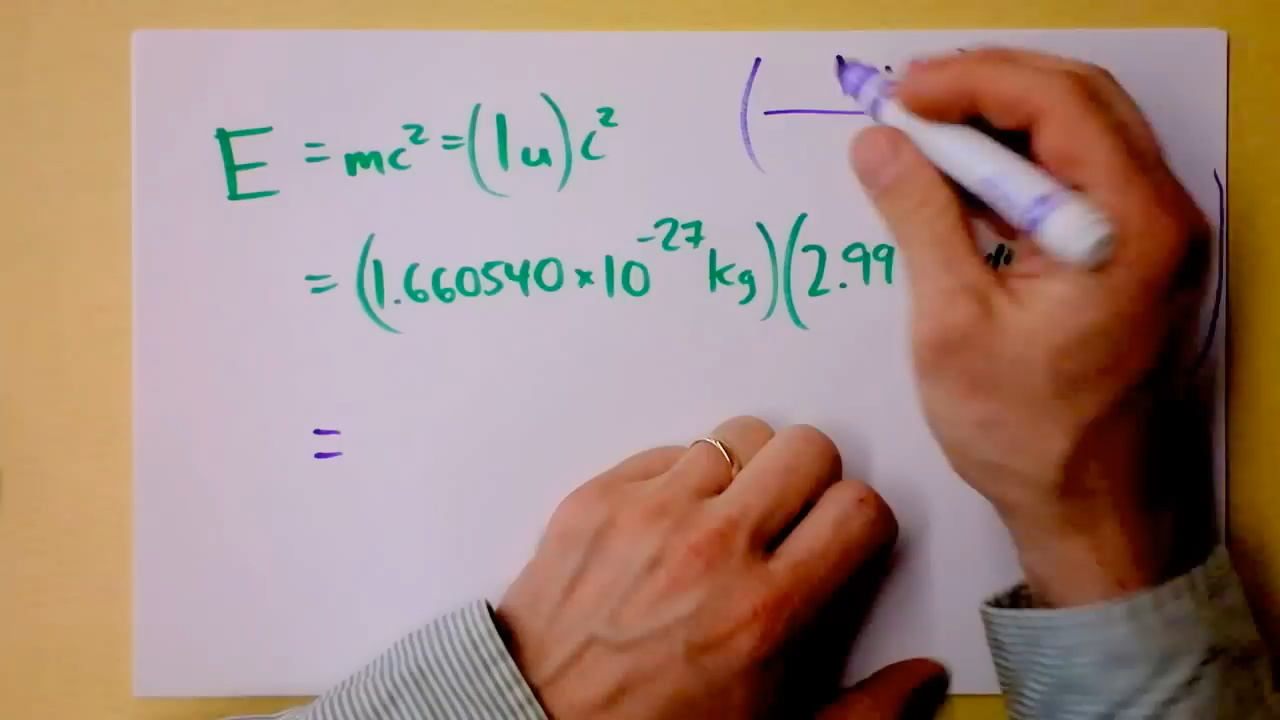 E = mc² = (1u)c²
= (1.660540 × 10⁻²⁷ kg)(2.99
=